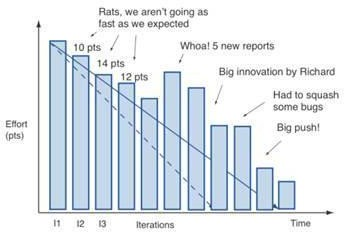 Rats, we aren't going as
fast as we expected
10 pts
14 pts
12 pts
Whoa! 5 new reports
Big innovation by Richard
Had to squash
some bugs
Big push!
Effort
(pts)
I1
I2
I3
Iterations
Time